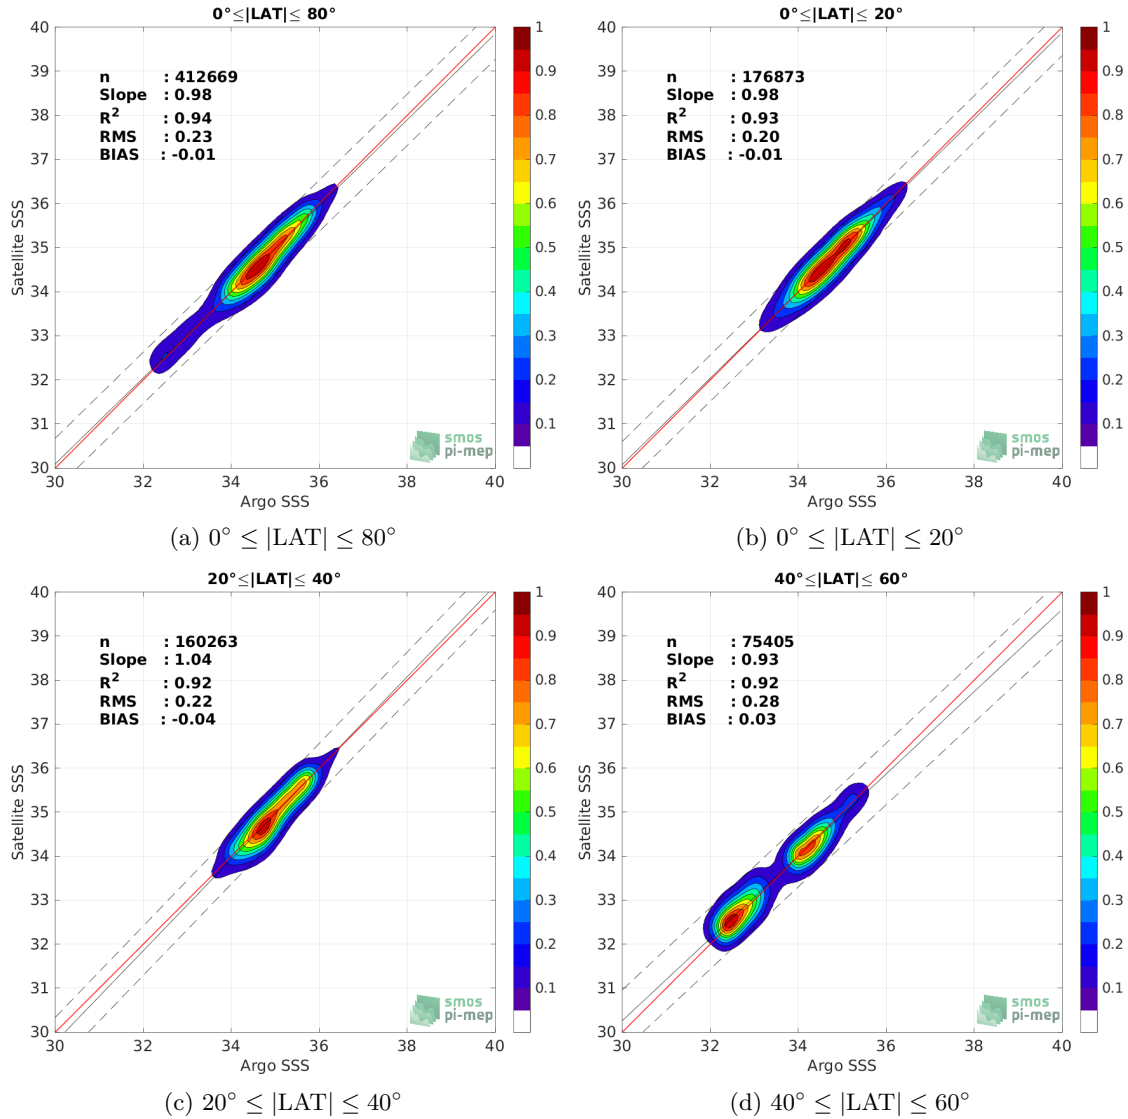 0°≤|LAT|≤ 80°
n : 412669
Slope : 0.98
R² : 0.94
RMS : 0.23
BIAS : -0.01
Satellite SSS
40
39
38
37
36
35
34
33
32
31
30
30 32 34 36 38 40
Argo SSS
1
0.9
0.8
0.7
0.6
0.5
0.4
0.3
0.2
0.1
smos
pi-mep
(a) 0° ≤ |LAT| ≤ 80°
0°≤|LAT|≤ 20°
n : 176873
Slope : 0.98
R² : 0.93
RMS : 0.20
BIAS : -0.01
Satellite SSS
40
39
38
37
36
35
34
33
32
31
30
30 32 34 36 38 40
Argo SSS
1
0.9
0.8
0.7
0.6
0.5
0.4
0.3
0.2
0.1
smos
pi-mep
(b) 0° ≤ |LAT| ≤ 20°
20°≤|LAT|≤ 40°
n : 160263
Slope : 1.04
R² : 0.92
RMS : 0.22
BIAS : -0.04
Satellite SSS
40
39
38
37
36
35
34
33
32
31
30
30 32 34 36 38 40
Argo SSS
1
0.9
0.8
0.7
0.6
0.5
0.4
0.3
0.2
0.1
smos
pi-mep
(c) 20° ≤ |LAT| ≤ 40°
40°≤|LAT|≤ 60°
n : 75405
Slope : 0.93
R² : 0.92
RMS : 0.28
BIAS : 0.03
Satellite SSS
40
39
38
37
36
35
34
33
32
31
30
30 32 34 36 38 40
Argo SSS
1
0.9
0.8
0.7
0.6
0.5
0.4
0.3
0.2
0.1
smos
pi-mep
(d) 40° ≤ |LAT| ≤ 60°